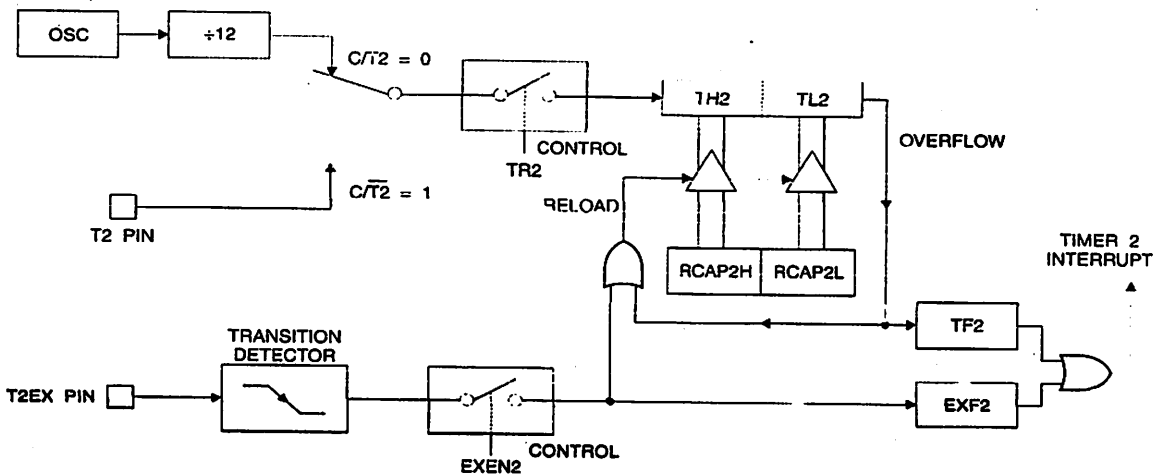 OSC
÷12
C/T2 = 0
TH2
TL2
CONTROL
TR2
OVERFLOW
C/T2 = 1
T2 PIN
RELOAD
RCAP2H
RCAP2L
TIMER 2
INTERRUPT
TF2
TRANSITION
DETECTOR
T2EX PIN
EXF2
CONTROL
EXEN2